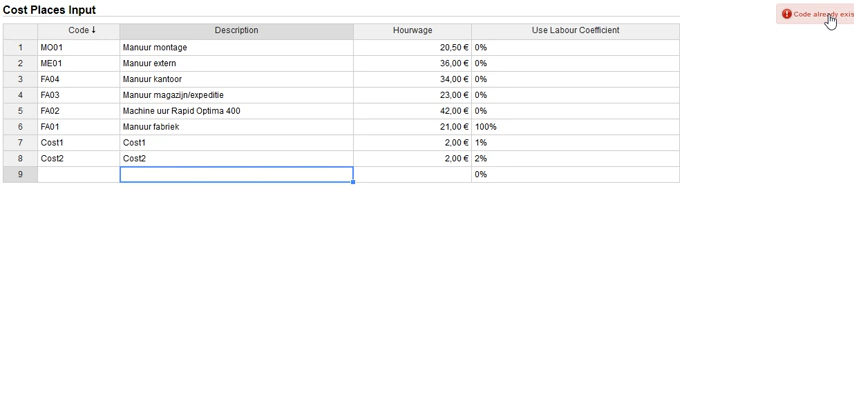 Cost Places Input
Code already
Code ↓ Description Hourwage Use Labour Coefficient
1 MO01 Manuur montage 20,50 € 0%
2 ME01 Manuur extern 36,00 € 0%
3 FA04 Manuur kantoor 34,00 € 0%
4 FA03 Manuur magazijn/expeditie 23,00 € 0%
5 FA02 Machine uur Rapid Optima 400 42,00 € 0%
6 FA01 Manuur fabriek 21,00 € 100%
7 Cost1 Cost1 2,00 € 1%
8 Cost2 Cost2 2,00 € 2%
9 0%